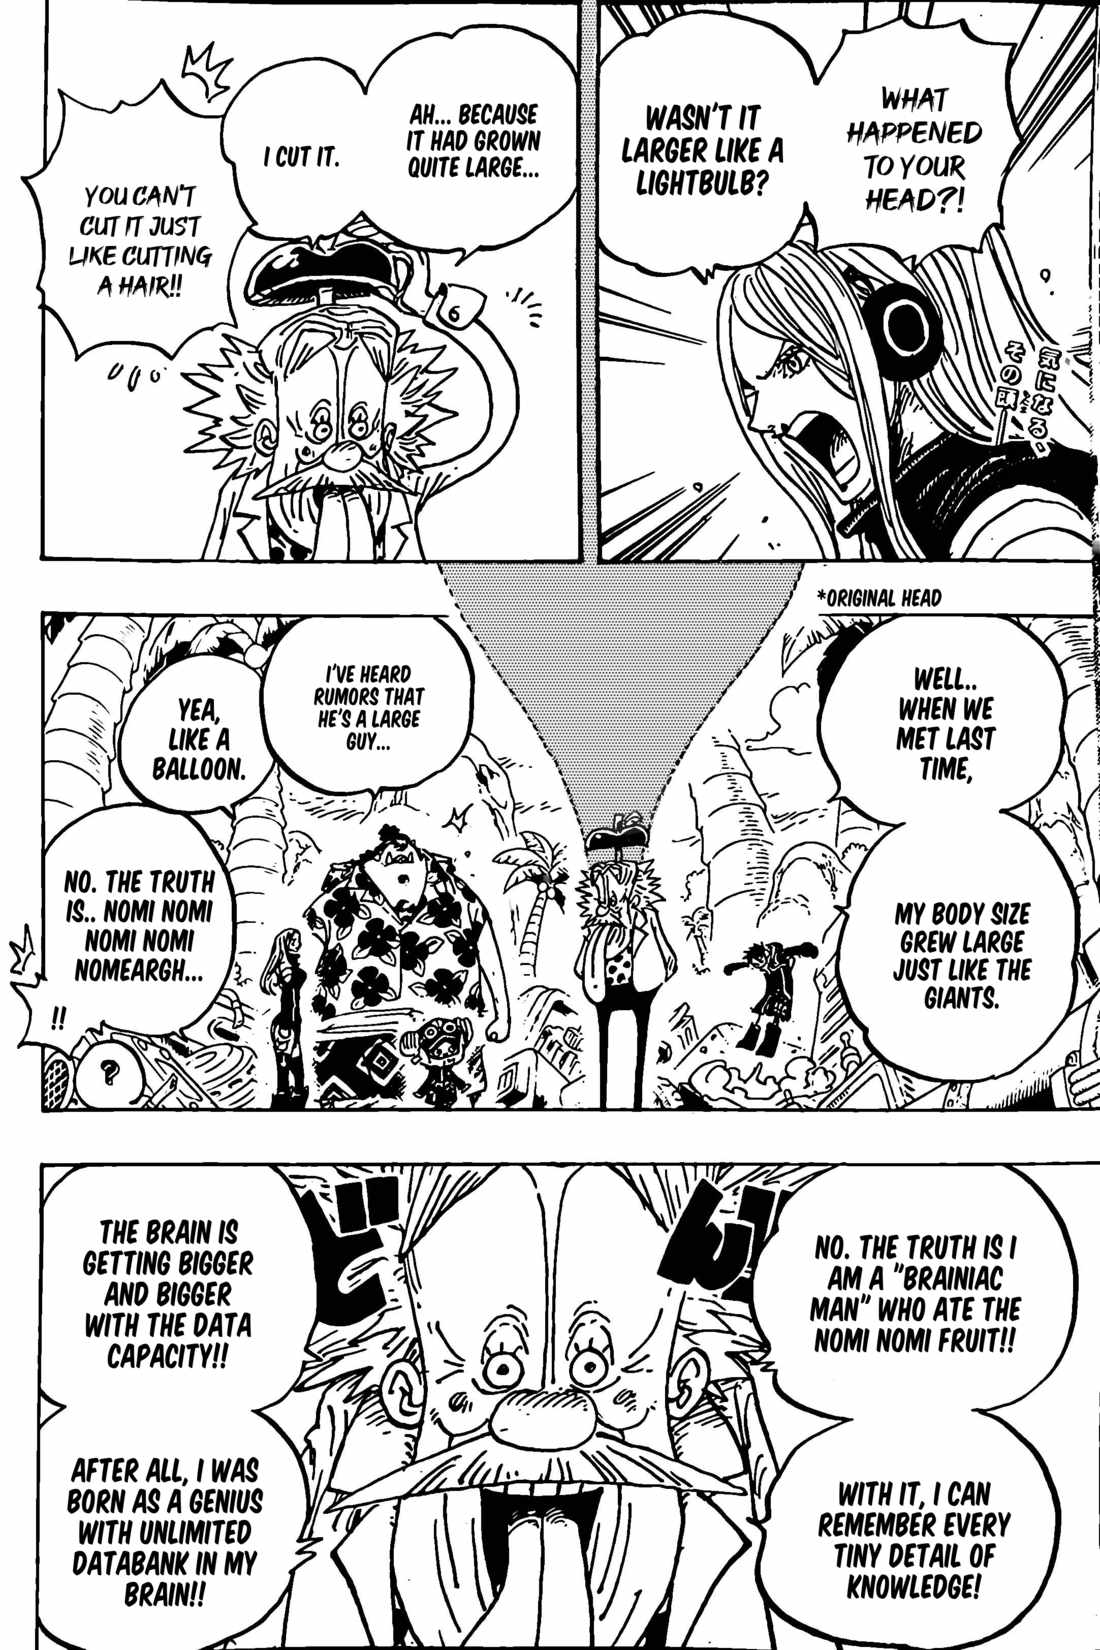 WHAT
HAPPENED
TO YOUR
HEAD?!
WASN'T IT
LARGER LIKE A
LIGHTBULB?
気になる…
その頭
AH... BECAUSE
IT HAD GROWN
QUITE LARGE...
I CUT IT.
YOU CAN'T
CUT IT JUST
LIKE CUTTING
A HAIR!!
6
*ORIGINAL HEAD
WELL..
WHEN WE
MET LAST
TIME,
MY BODY SIZE
GREW LARGE
JUST LIKE THE
GIANTS.
I'VE HEARD
RUMORS THAT
HE'S A LARGE
GUY...
YEA,
LIKE A
BALLOON.
NO. THE TRUTH
IS.. NOMI NOMI
NOMI NOMI
NOMEARGH...
!!
?
NO. THE TRUTH IS I
AM A "BRAINIAC
MAN" WHO ATE THE
NOMI NOMI FRUIT!!
WITH IT, I CAN
REMEMBER EVERY
TINY DETAIL OF
KNOWLEDGE!
THE BRAIN IS
GETTING BIGGER
AND BIGGER
WITH THE DATA
CAPACITY!!
AFTER ALL, I WAS
BORN AS A GENIUS
WITH UNLIMITED
DATABANK IN MY
BRAIN!!